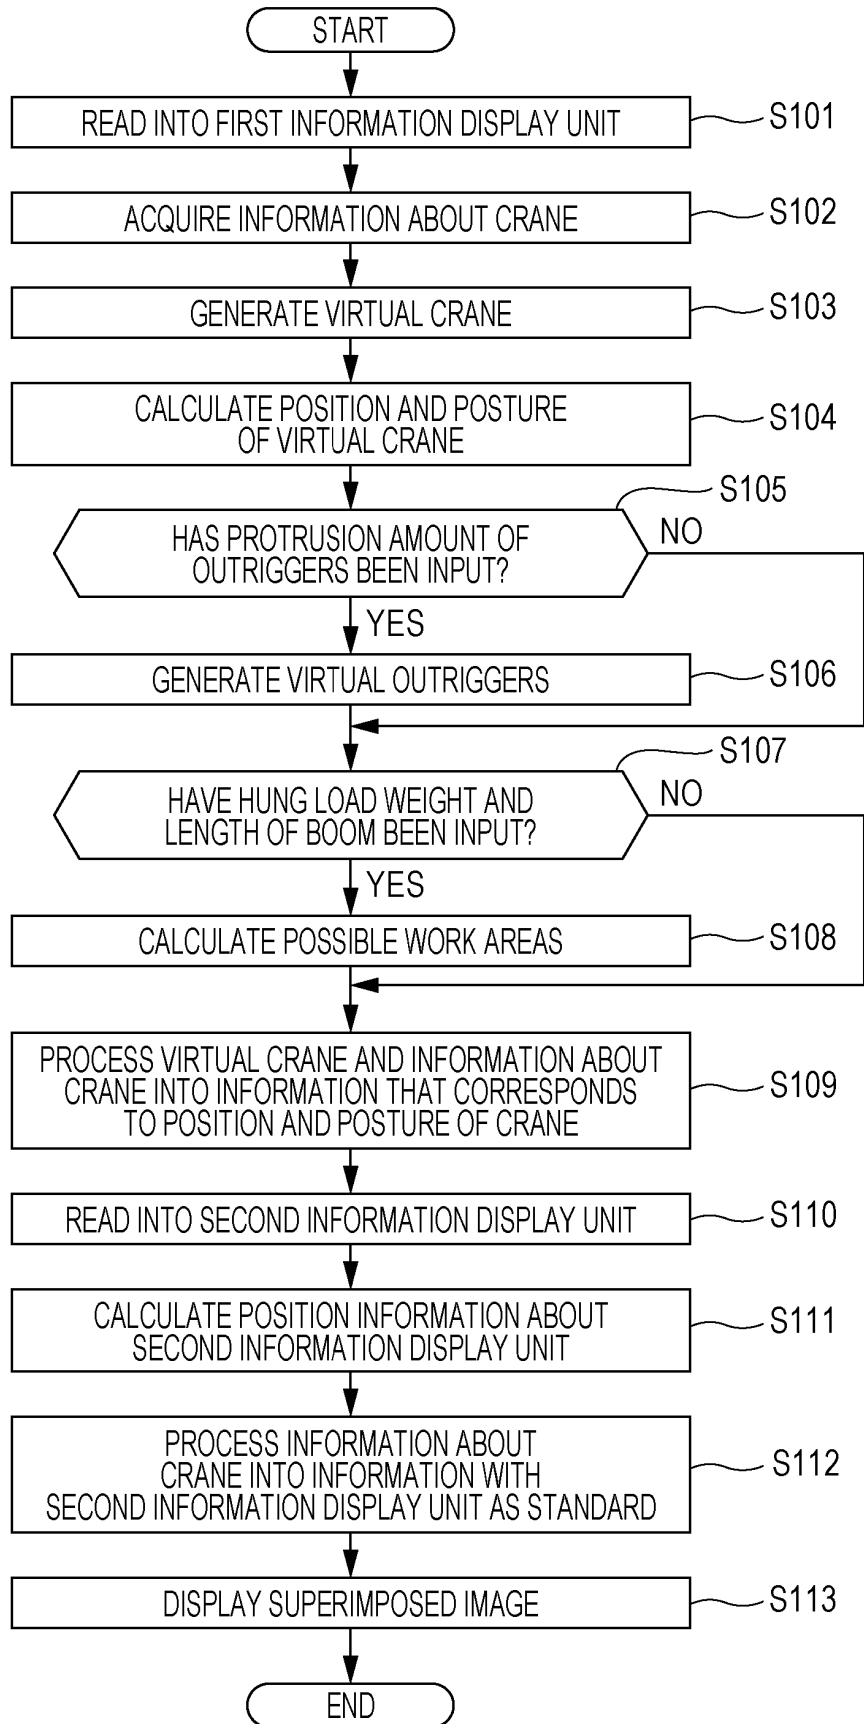 START
READ INTO FIRST INFORMATION DISPLAY UNIT
S101
ACQUIRE INFORMATION ABOUT CRANE
S102
GENERATE VIRTUAL CRANE
S103
CALCULATE POSITION AND POSTURE
OF VIRTUAL CRANE
S104
S105
HAS PROTRUSION AMOUNT OF
OUTRIGGERS BEEN INPUT?
NO
YES
GENERATE VIRTUAL OUTRIGGERS
S106
S107
HAVE HUNG LOAD WEIGHT AND
LENGTH OF BOOM BEEN INPUT?
NO
YES
CALCULATE POSSIBLE WORK AREAS
S108
PROCESS VIRTUAL CRANE AND INFORMATION ABOUT
CRANE INTO INFORMATION THAT CORRESPONDS
TO POSITION AND POSTURE OF CRANE
S109
READ INTO SECOND INFORMATION DISPLAY UNIT
S110
CALCULATE POSITION INFORMATION ABOUT
SECOND INFORMATION DISPLAY UNIT
S111
PROCESS INFORMATION ABOUT
CRANE INTO INFORMATION WITH
SECOND INFORMATION DISPLAY UNIT AS STANDARD
S112
DISPLAY SUPERIMPOSED IMAGE
S113
END